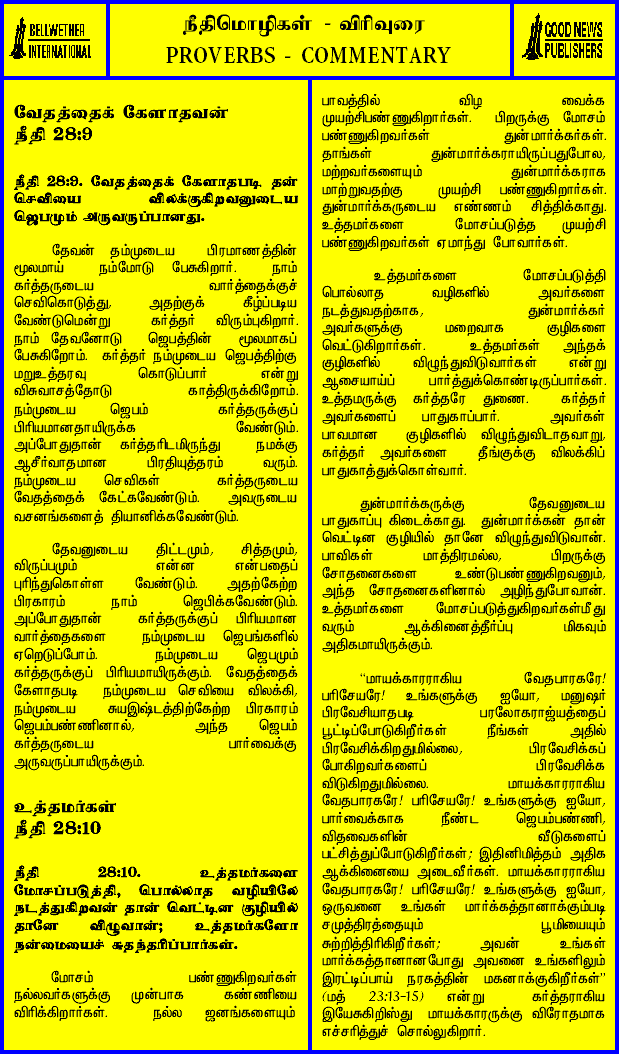 BELLWETHER
INTERNATIONAL
நீதிமொழிகள் - விரிவுரை
PROVERBS - COMMENTARY
GOOD NEWS
PUBLISHERS
வேதத்தைக் கேளாதவன்
நீதி 28:9
நீதி 28:9. வேதத்தைக் கேளாதபடி தன்
செவியை விலக்குகிறவனுடைய
ஜெபமும் அருவருப்பானது.
தேவன் தம்முடைய பிரமாணத்தின்
மூலமாய் நம்மோடு பேசுகிறார். நாம்
கர்த்தருடைய வார்த்தைக்குச்
செவிகொடுத்து, அதற்குக் கீழ்ப்படிய
வேண்டுமென்று கர்த்தர் விரும்புகிறார்.
நாம் தேவனோடு ஜெபத்தின் மூலமாகப்
பேசுகிறோம். கர்த்தர் நம்முடைய ஜெபத்திற்கு
மறுஉத்தரவு கொடுப்பார் என்று
விசுவாசத்தோடு காத்திருக்கிறோம்.
நம்முடைய ஜெபம் கர்த்தருக்குப்
பிரியமானதாயிருக்க வேண்டும்.
அப்போதுதான் கர்த்தரிடமிருந்து நமக்கு
ஆசீர்வாதமான பிரதியுத்தரம் வரும்.
நம்முடைய செவிகள் கர்த்தருடைய
வேதத்தைக் கேட்கவேண்டும். அவருடைய
வசனங்களைத் தியானிக்கவேண்டும்.
தேவனுடைய திட்டமும், சித்தமும்,
விருப்பமும் என்ன என்பதைப்
புரிந்துகொள்ள வேண்டும். அதற்கேற்ற
பிரகாரம் நாம் ஜெபிக்கவேண்டும்.
அப்போதுதான் கர்த்தருக்குப் பிரியமான
வார்த்தைகளை நம்முடைய ஜெபங்களில்
ஏறெடுப்போம். நம்முடைய ஜெபமும்
கர்த்தருக்குப் பிரியமாயிருக்கும். வேதத்தைக்
கேளாதபடி நம்முடைய செவியை விலக்கி,
நம்முடைய சுயஇஷ்டத்திற்கேற்ற பிரகாரம்
ஜெபம்பண்ணினால், அந்த ஜெபம்
கர்த்தருடைய பார்வைக்கு
அருவருப்பாயிருக்கும்.
உத்தமர்கள்
நீதி 28:10
நீதி 28:10. உத்தமர்களை
மோசப்படுத்தி, பொல்லாத வழியிலே
நடத்துகிறவன் தான் வெட்டின குழியில்
தானே விழுவான்; உத்தமர்களோ
நன்மையைச் சுதந்தரிப்பார்கள்.
மோசம் பண்ணுகிறவர்கள்
நல்லவர்களுக்கு முன்பாக கண்ணியை
விரிக்கிறார்கள். நல்ல ஜனங்களையும்
பாவத்தில் விழ வைக்க
முயற்சிபண்ணுகிறார்கள். பிறருக்கு மோசம்
பண்ணுகிறவர்கள் துன்மார்க்கர்கள்.
தாங்கள் துன்மார்க்கராயிருப்பதுபோல,
மற்றவர்களையும் துன்மார்க்கராக
மாற்றுவதற்கு முயற்சி பண்ணுகிறார்கள்.
துன்மார்க்கருடைய எண்ணம் சித்திக்காது.
உத்தமர்களை மோசப்படுத்த முயற்சி
பண்ணுகிறவர்கள் ஏமாந்து போவார்கள்.
உத்தமர்களை மோசப்படுத்தி
பொல்லாத வழிகளில் அவர்களை
நடத்துவதற்காக, துன்மார்க்கர்
அவர்களுக்கு மறைவாக குழிகளை
வெட்டுகிறார்கள். உத்தமர்கள் அந்தக்
குழிகளில் விழுந்துவிடுவார்கள் என்று
ஆசையாய்ப் பார்த்துக்கொண்டிருப்பார்கள்.
உத்தமருக்கு கர்த்தரே துணை. கர்த்தர்
அவர்களைப் பாதுகாப்பார். அவர்கள்
பாவமான குழிகளில் விழுந்துவிடாதவாறு,
கர்த்தர் அவர்களை தீங்குக்கு விலக்கிப்
பாதுகாத்துக்கொள்வார்.
துன்மார்க்கருக்கு தேவனுடைய
பாதுகாப்பு கிடைக்காது. துன்மார்க்கன் தான்
வெட்டின குழியில் தானே விழுந்துவிடுவான்.
பாவிகள் மாத்திரமல்ல, பிறருக்கு
சோதனைகளை உண்டுபண்ணுகிறவனும்,
அந்த சோதனைகளினால் அழிந்துபோவான்.
உத்தமர்களை மோசப்படுத்துகிறவர்கள்மீது
வரும் ஆக்கினைத்தீர்ப்பு மிகவும்
அதிகமாயிருக்கும்.
"மாயக்காரராகிய வேதபாரகரே!
பரிசேயரே! உங்களுக்கு ஐயோ, மனுஷர்
பிரவேசியாதபடி பரலோகராஜ்யத்தைப்
பூட்டிப்போடுகிறீர்கள் நீங்கள் அதில்
பிரவேசிக்கிறதுமில்லை, பிரவேசிக்கப்
போகிறவர்களைப் பிரவேசிக்க
விடுகிறதுமில்லை. மாயக்காரராகிய
வேதபாரகரே! பரிசேயரே! உங்களுக்கு ஐயோ,
பார்வைக்காக நீண்ட ஜெபம்பண்ணி,
விதவைகளின் வீடுகளைப்
பட்சித்துப்போடுகிறீர்கள்; இதினிமித்தம் அதிக
ஆக்கினையை அடைவீர்கள். மாயக்காரராகிய
வேதபாரகரே! பரிசேயரே! உங்களுக்கு ஐயோ,
ஒருவனை உங்கள் மார்க்கத்தானாக்கும்படி
சமுத்திரத்தையும் பூமியையும்
சுற்றித்திரிகிறீர்கள்; அவன் உங்கள்
மார்க்கத்தானானபோது அவனை உங்களிலும்
இரட்டிப்பாய் நரகத்தின் மகனாக்குகிறீர்கள்"
(மத் 23:13-15) என்று கர்த்தராகிய
இயேசுகிறிஸ்து மாயக்காரருக்கு விரோதமாக
எச்சரித்துச் சொல்லுகிறார்.